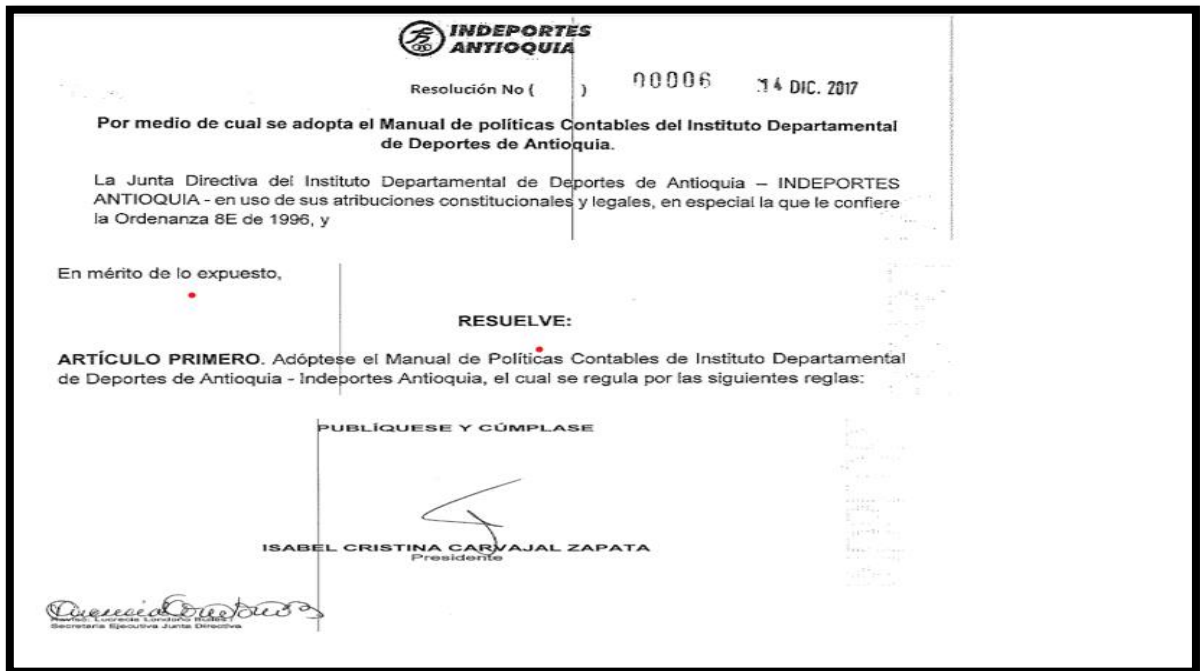 INDEPORTES
ANTIOQUIA
Resolución No ( ) 00006 14 DIC. 2017
Por medio de cual se adopta el Manual de políticas Contables del Instituto Departamental
de Deportes de Antioquia.
La Junta Directiva del Instituto Departamental de Deportes de Antioquia – INDEPORTES
ANTIOQUIA - en uso de sus atribuciones constitucionales y legales, en especial la que le confiere
la Ordenanza 8E de 1996, y
En mérito de lo expuesto,
RESUELVE:
ARTÍCULO PRIMERO. Adóptese el Manual de Políticas Contables de Instituto Departamental
de Deportes de Antioquia - Indeportes Antioquia, el cual se regula por las siguientes reglas:
PUBLÍQUESE Y CÚMPLASE
ISABEL CRISTINA CARVAJAL ZAPATA
Presidente
Lucrecia Londoño
Secretaria Ejecutiva Junta Directiva